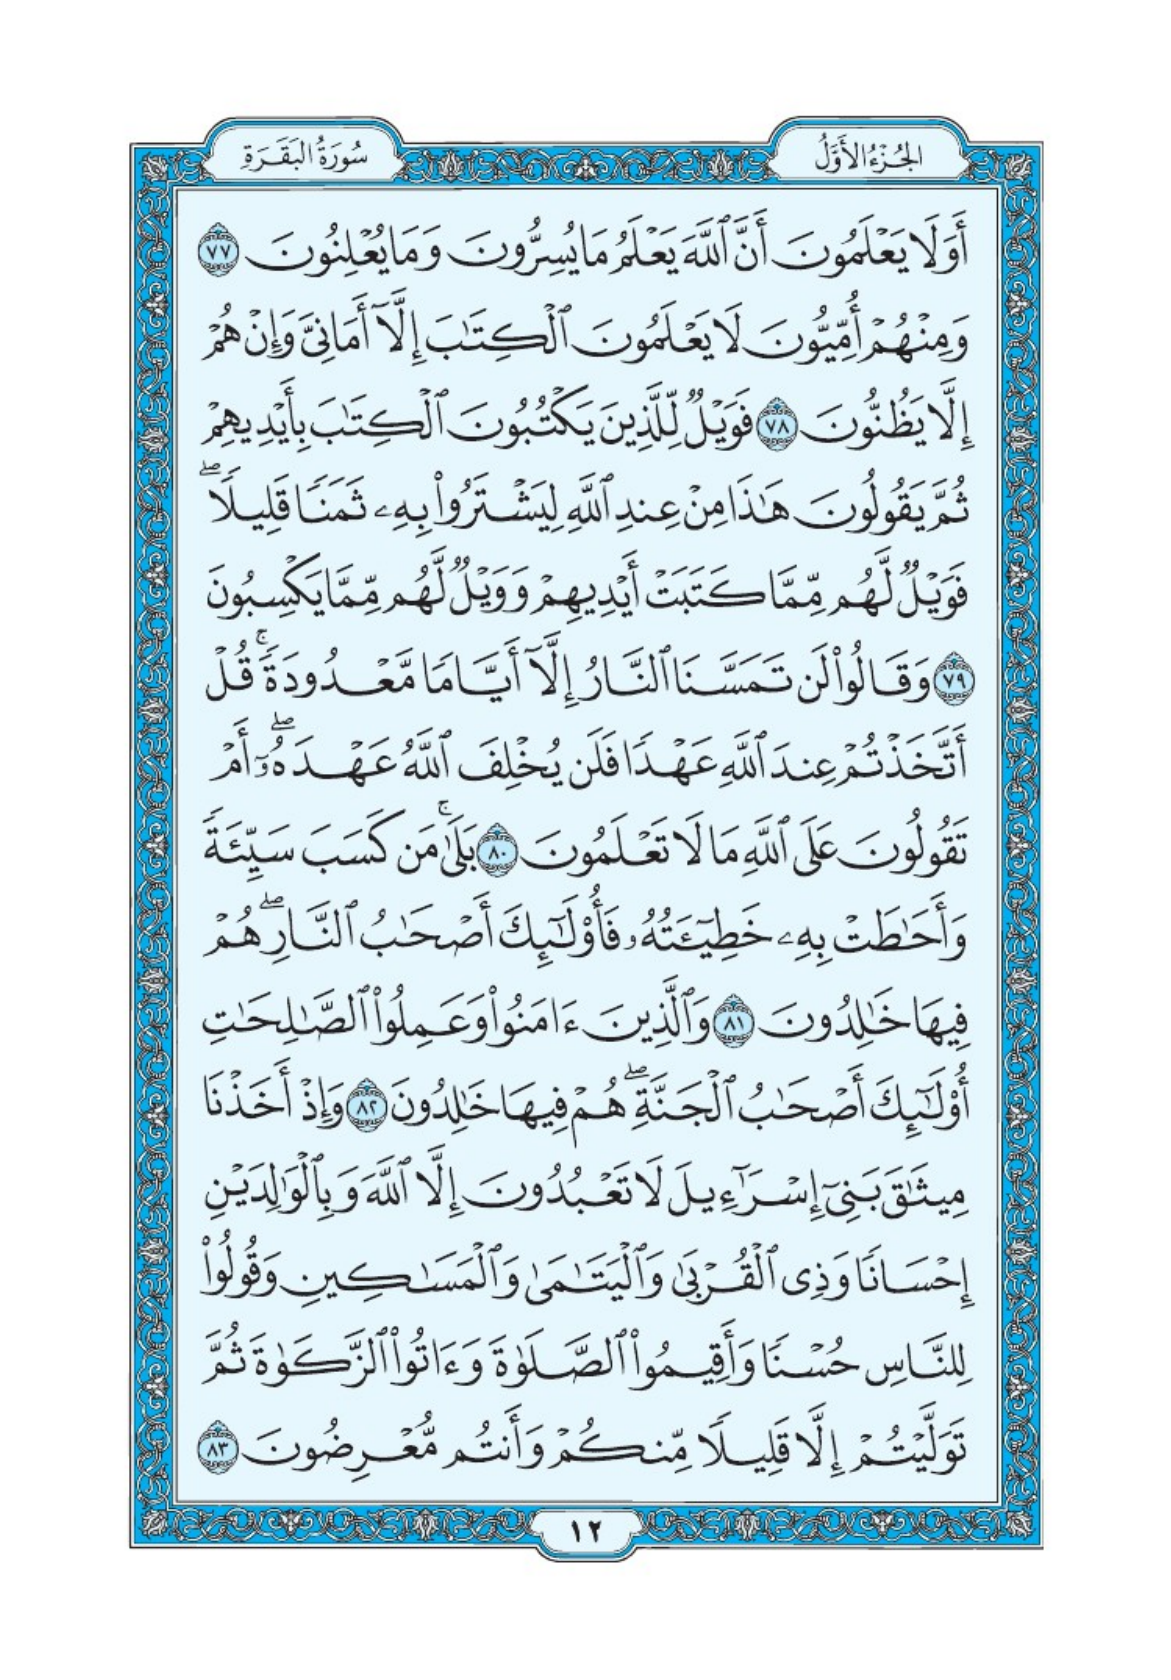 الجُزْءُ الأَوَّلُ
سُورَةُ البَقَرَةِ
أَوَلَا يَعْلَمُونَ أَنَّ ٱللَّهَ يَعْلَمُ مَا يُسِرُّونَ وَمَا يُعْلِنُونَ ٧٧
وَمِنْهُمْ أُمِّيُّونَ لَا يَعْلَمُونَ ٱلْكِتَٰبَ إِلَّآ أَمَانِىَّ وَإِنْ هُمْ
إِلَّا يَظُنُّونَ ٧٨ فَوَيْلٌ لِّلَّذِينَ يَكْتُبُونَ ٱلْكِتَٰبَ بِأَيْدِيهِمْ
ثُمَّ يَقُولُونَ هَٰذَا مِنْ عِندِ ٱللَّهِ لِيَشْتَرُوا۟ بِهِۦ ثَمَنًا قَلِيلًا ۖ
فَوَيْلٌ لَّهُم مِّمَّا كَتَبَتْ أَيْدِيهِمْ وَوَيْلٌ لَّهُم مِّمَّا يَكْسِبُونَ
٧٩ وَقَالُوا۟ لَن تَمَسَّنَا ٱلنَّارُ إِلَّآ أَيَّامًا مَّعْدُودَةً ۚ قُلْ
أَتَّخَذْتُمْ عِندَ ٱللَّهِ عَهْدًا فَلَن يُخْلِفَ ٱللَّهُ عَهْدَهُۥٓ ۖ أَمْ
تَقُولُونَ عَلَى ٱللَّهِ مَا لَا تَعْلَمُونَ ٨٠ بَلَىٰ ۚ مَن كَسَبَ سَيِّئَةً
وَأَحَٰطَتْ بِهِۦ خَطِيٓـَٔتُهُۥ فَأُو۟لَٰٓئِكَ أَصْحَٰبُ ٱلنَّارِ ۖ هُمْ
فِيهَا خَٰلِدُونَ ٨١ وَٱلَّذِينَ ءَامَنُوا۟ وَعَمِلُوا۟ ٱلصَّٰلِحَٰتِ
أُو۟لَٰٓئِكَ أَصْحَٰبُ ٱلْجَنَّةِ ۖ هُمْ فِيهَا خَٰلِدُونَ ٨٢ وَإِذْ أَخَذْنَا
مِيثَٰقَ بَنِىٓ إِسْرَٰٓءِيلَ لَا تَعْبُدُونَ إِلَّا ٱللَّهَ وَبِٱلْوَٰلِدَيْنِ
إِحْسَانًا وَذِى ٱلْقُرْبَىٰ وَٱلْيَتَٰمَىٰ وَٱلْمَسَٰكِينِ وَقُولُوا۟
لِلنَّاسِ حُسْنًا وَأَقِيمُوا۟ ٱلصَّلَوٰةَ وَءَاتُوا۟ ٱلزَّكَوٰةَ ثُمَّ
تَوَلَّيْتُمْ إِلَّا قَلِيلًا مِّنكُمْ وَأَنتُم مُّعْرِضُونَ ٨٣
١٢